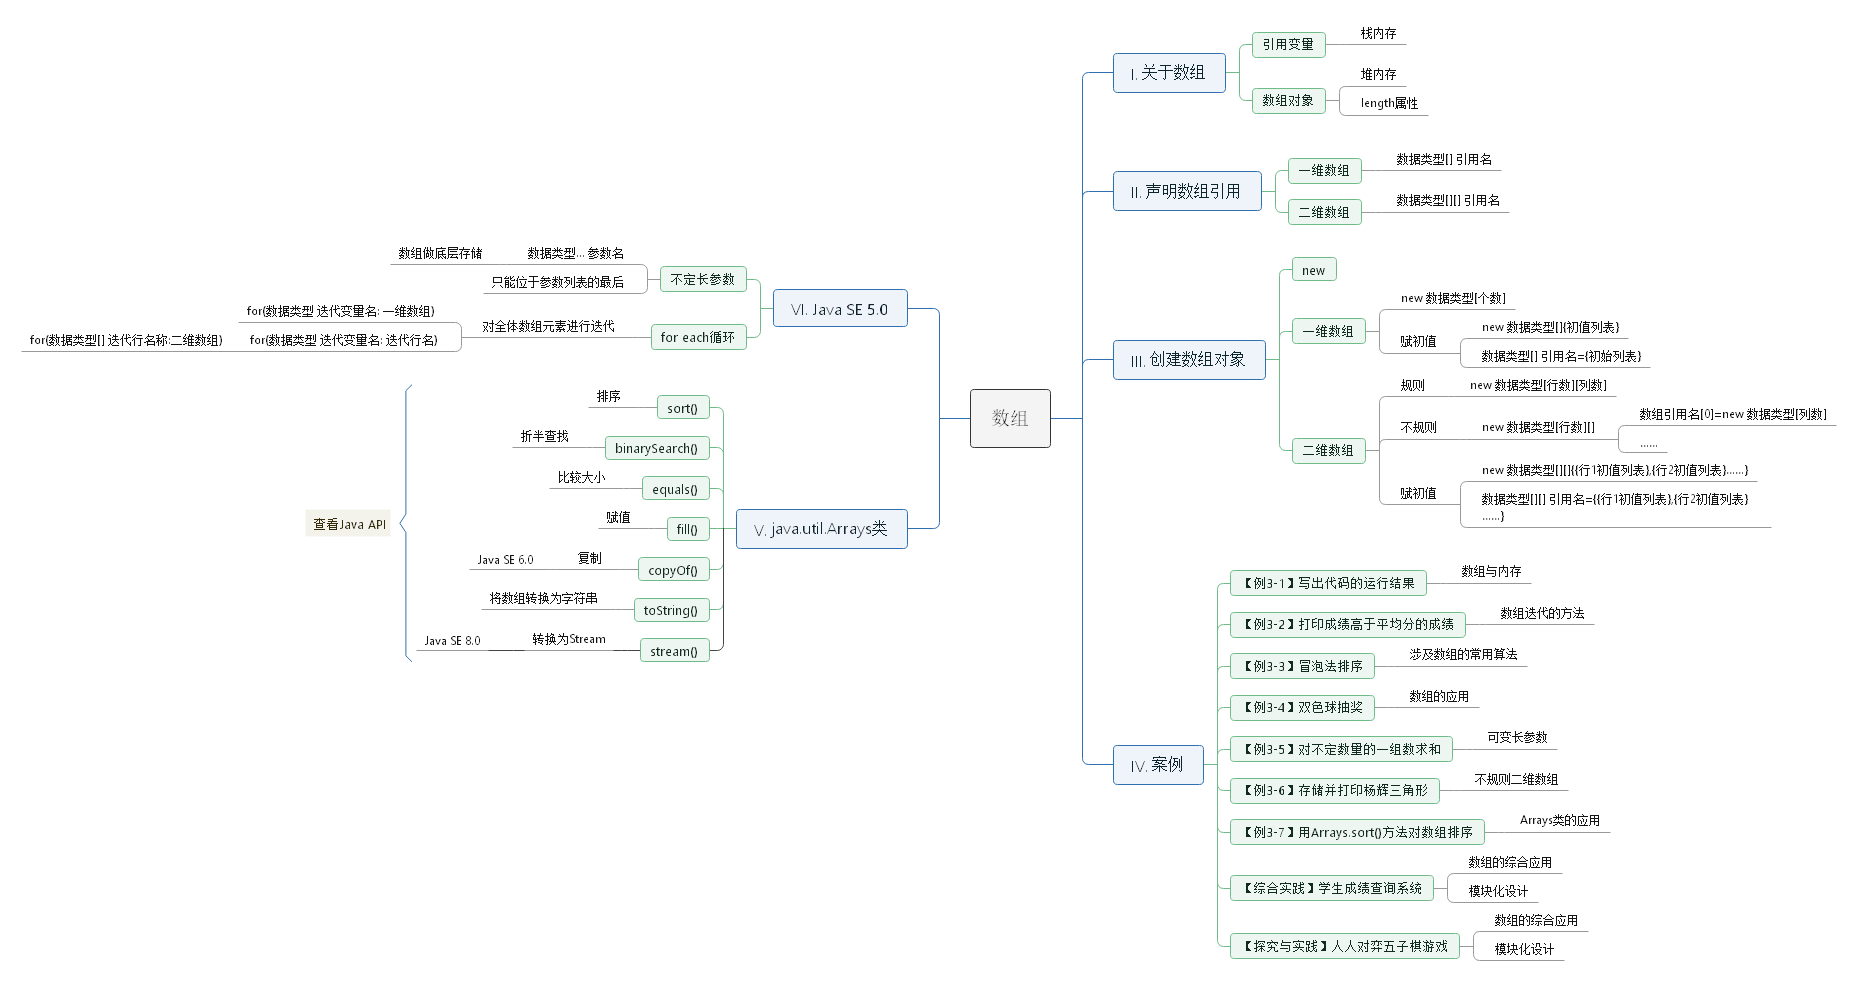 数组
I. 关于数组
引用变量
栈内存
数组对象
堆内存
length属性
II. 声明数组引用
一维数组
数据类型[] 引用名
二维数组
数据类型[][] 引用名
III. 创建数组对象
new
一维数组
new 数据类型[个数]
赋初值
new 数据类型[]{初值列表}
数据类型[] 引用名={初始列表}
二维数组
规则
new 数据类型[行数][列数]
不规则
new 数据类型[行数][]
数组引用名[0]=new 数据类型[列数]
......
赋初值
new 数据类型[][]{{行1初值列表},{行2初值列表}......}
数据类型[][] 引用名={{行1初值列表},{行2初值列表}
......}
IV. 案例
【例3-1】写出代码的运行结果
数组与内存
【例3-2】打印成绩高于平均分的成绩
数组迭代的方法
【例3-3】冒泡法排序
涉及数组的常用算法
【例3-4】双色球抽奖
数组的应用
【例3-5】对不定数量的一组数求和
可变长参数
【例3-6】存储并打印杨辉三角形
不规则二维数组
【例3-7】用Arrays.sort()方法对数组排序
Arrays类的应用
【综合实践】学生成绩查询系统
数组的综合应用
模块化设计
【探究与实践】人人对弈五子棋游戏
数组的综合应用
模块化设计
V. java.util.Arrays类
sort()
排序
binarySearch()
折半查找
equals()
比较大小
fill()
赋值
copyOf()
复制
Java SE 6.0
toString()
将数组转换为字符串
stream()
转换为Stream
Java SE 8.0
查看Java API
VI. Java SE 5.0
不定长参数
数据类型... 参数名
数组做底层存储
只能位于参数列表的最后
for each循环
对全体数组元素进行迭代
for(数据类型 迭代变量名: 一维数组)
for(数据类型 迭代变量名: 迭代行名)
for(数据类型[] 迭代行名称:二维数组)